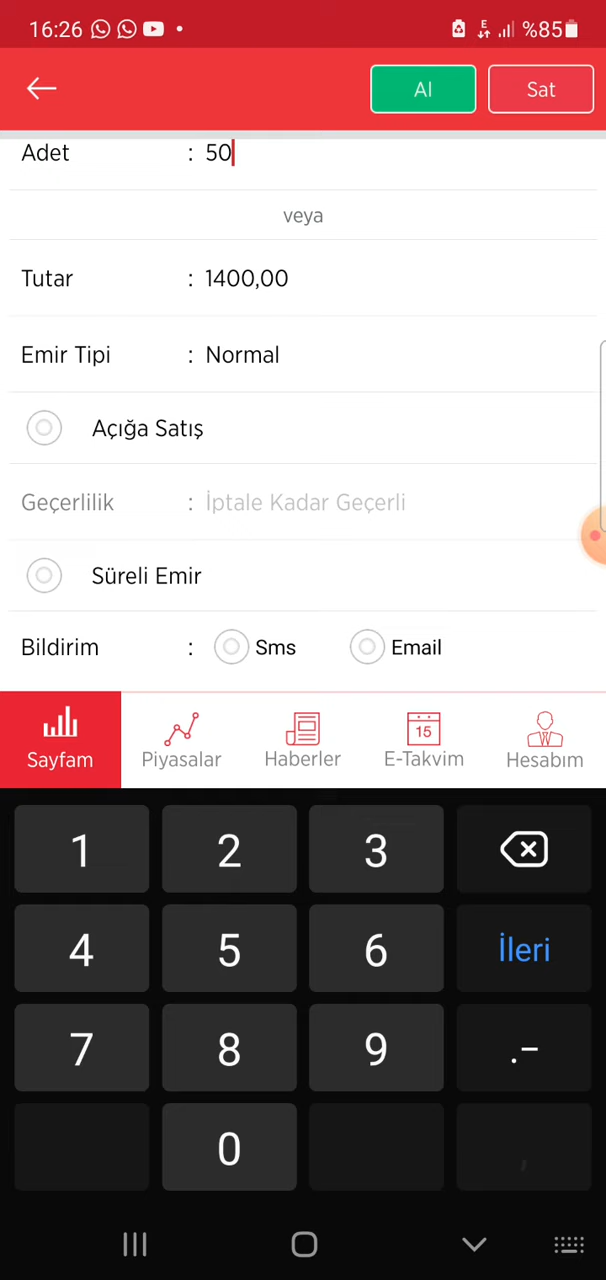 16:26 %85
Al Sat
Adet : 50
veya
Tutar : 1400,00
Emir Tipi : Normal
Açığa Satış
Geçerlilik : İptale Kadar Geçerli
Süreli Emir
Bildirim : Sms Email
15
Sayfam Piyasalar Haberler E-Takvim Hesabım
1 2 3
4 5 6 İleri
7 8 9 .-
0 ,